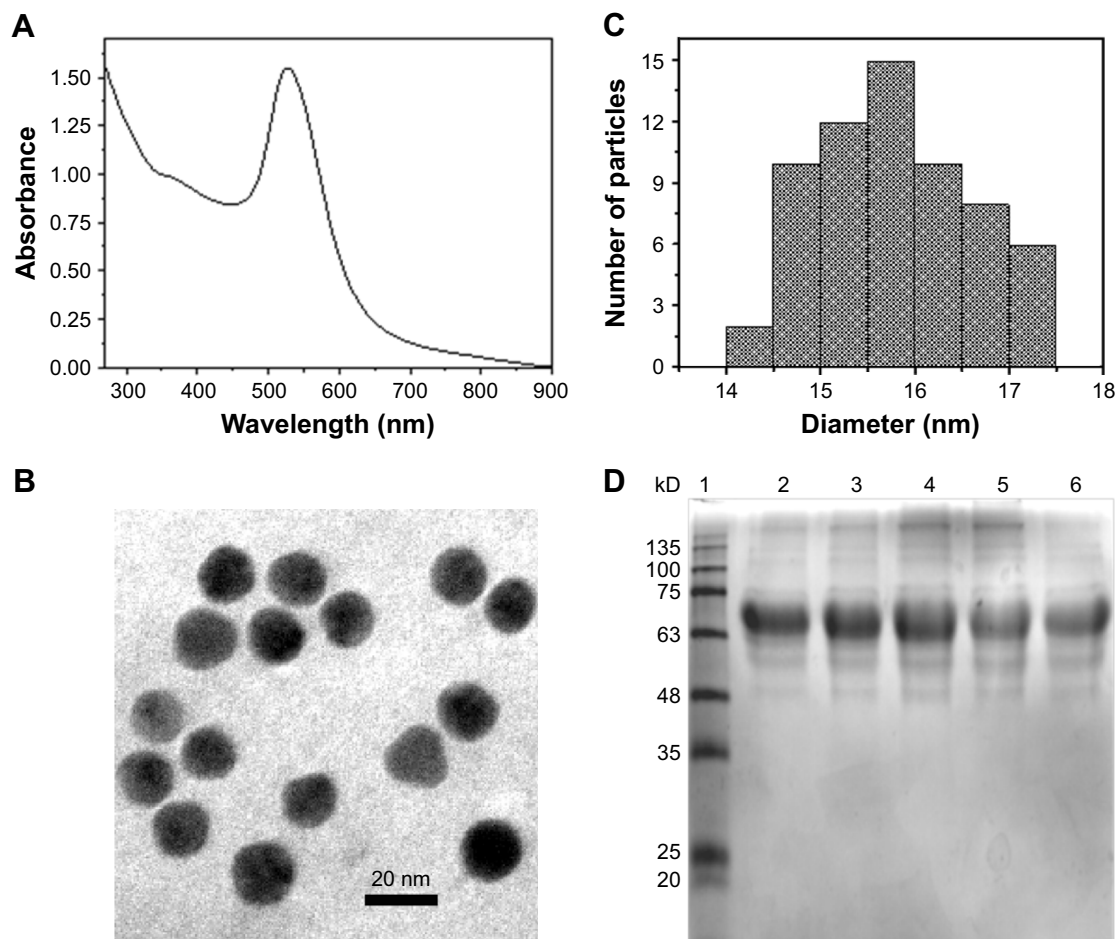 A
Absorbance
1.50
1.25
1.00
0.75
0.50
0.25
0.00
300 400 500 600 700 800 900
Wavelength (nm)
C
Number of particles
15
12
9
6
3
0
14 15 16 17 18
Diameter (nm)
B
20 nm
D
kD 1 2 3 4 5 6
135
100
75
63
48
35
25
20